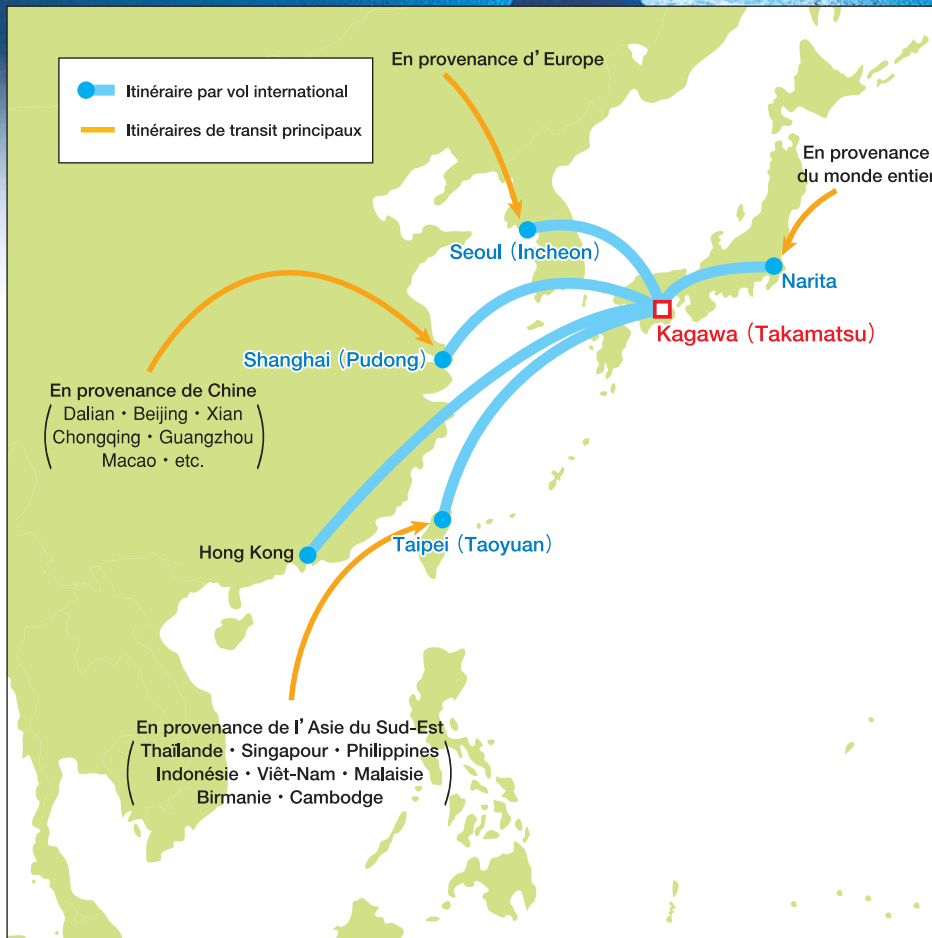 Itinéraire par vol international
Itinéraires de transit principaux
En provenance d'Europe
En provenance
du monde entier
Seoul (Incheon)
Narita
Kagawa (Takamatsu)
Shanghai (Pudong)
En provenance de Chine
(Dalian・Beijing・Xian
Chongqing・Guangzhou
Macao・etc.)
Hong Kong
Taipei (Taoyuan)
En provenance de l'Asie du Sud-Est
(Thaïlande・Singapour・Philippines
Indonésie・Viêt-Nam・Malaisie
Birmanie・Cambodge)